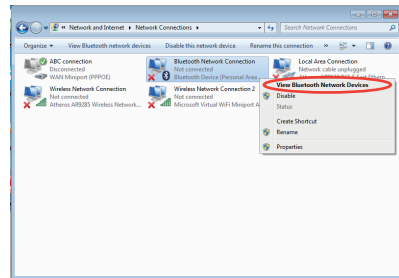 « Network and Internet ▸ Network Connections ▸
Search Network Connections
Organize View Bluetooth network devices Disable this network device Rename this connection »
ABC connection
Disconnected
WAN Miniport (PPPOE)
Bluetooth Network Connection
Not connected
Bluetooth Device (Personal Area
Local Area Connection
Network cable unplugged
Wireless Network Connection
Not connected
Atheros AR9285 Wireless Network...
Wireless Network Connection 2
Not connected
Microsoft Virtual WiFi Miniport A
View Bluetooth Network Devices
Disable
Status
Create Shortcut
Rename
Properties